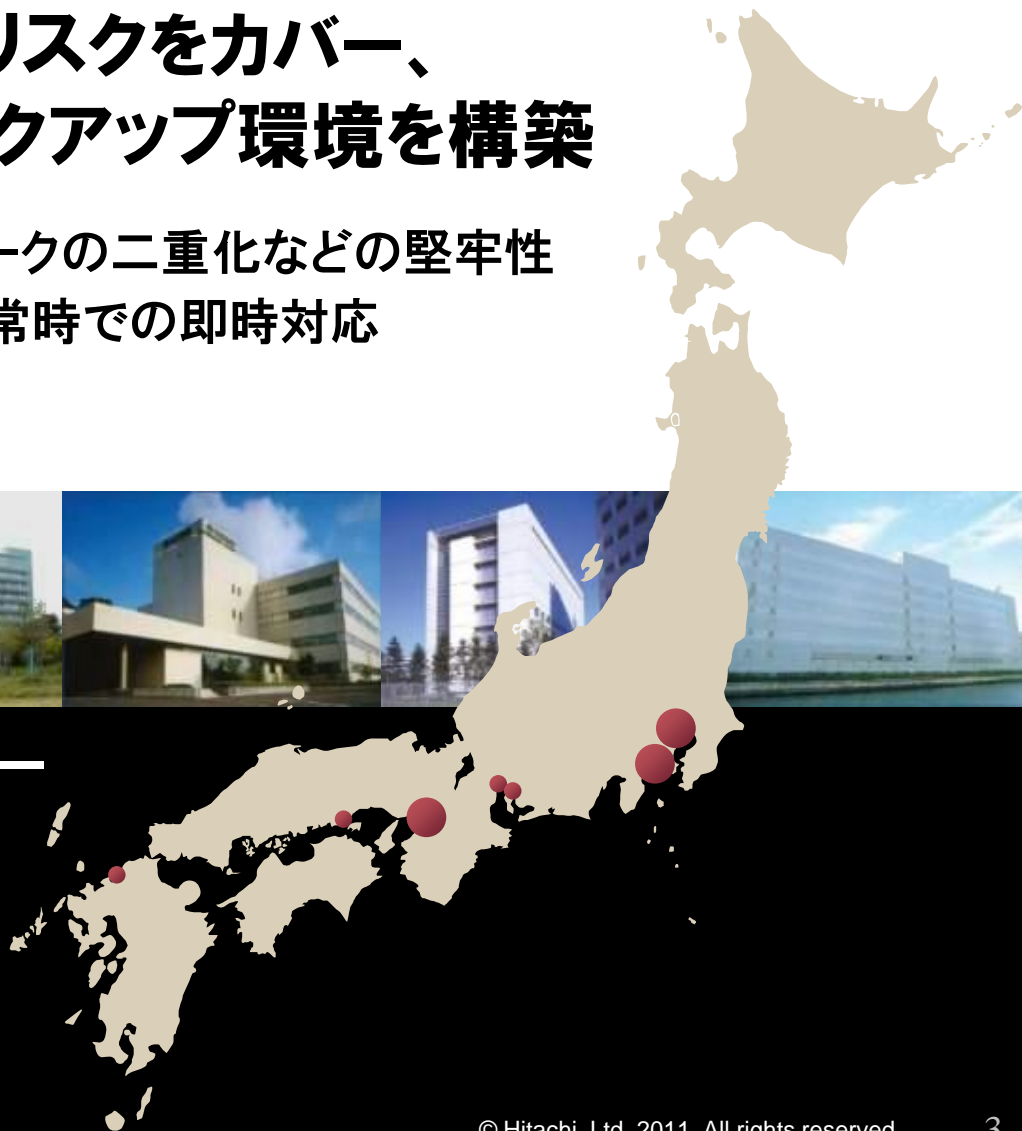 リスクをカバー、
クアップ環境を構築
ークの二重化などの堅牢性
常時での即時対応
© Hitachi, Ltd. 2011. All rights reserved.
3